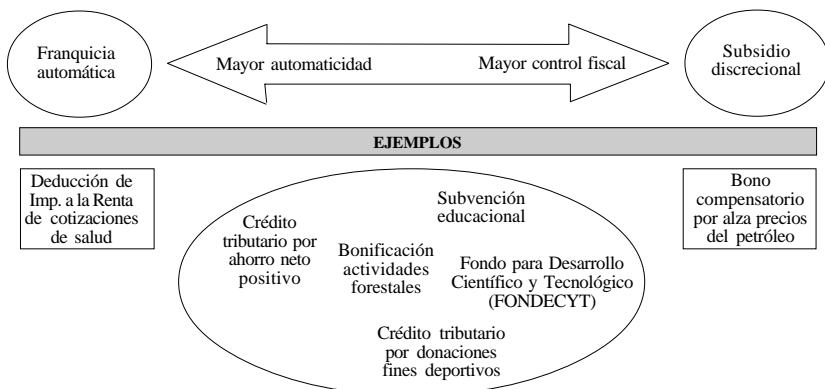 Franquicia
automática
Mayor automaticidad
Mayor control fiscal
Subsidio
discrecional
EJEMPLOS
Deducción de
Imp. a la Renta
de cotizaciones
de salud
Crédito
tributario por
ahorro neto
positivo
Bonificación
actividades
forestales
Subvención
educacional
Fondo para Desarrollo
Científico y Tecnológico
(FONDECYT)
Crédito tributario
por donaciones
fines deportivos
Bono
compensatorio
por alza precios
del petróleo